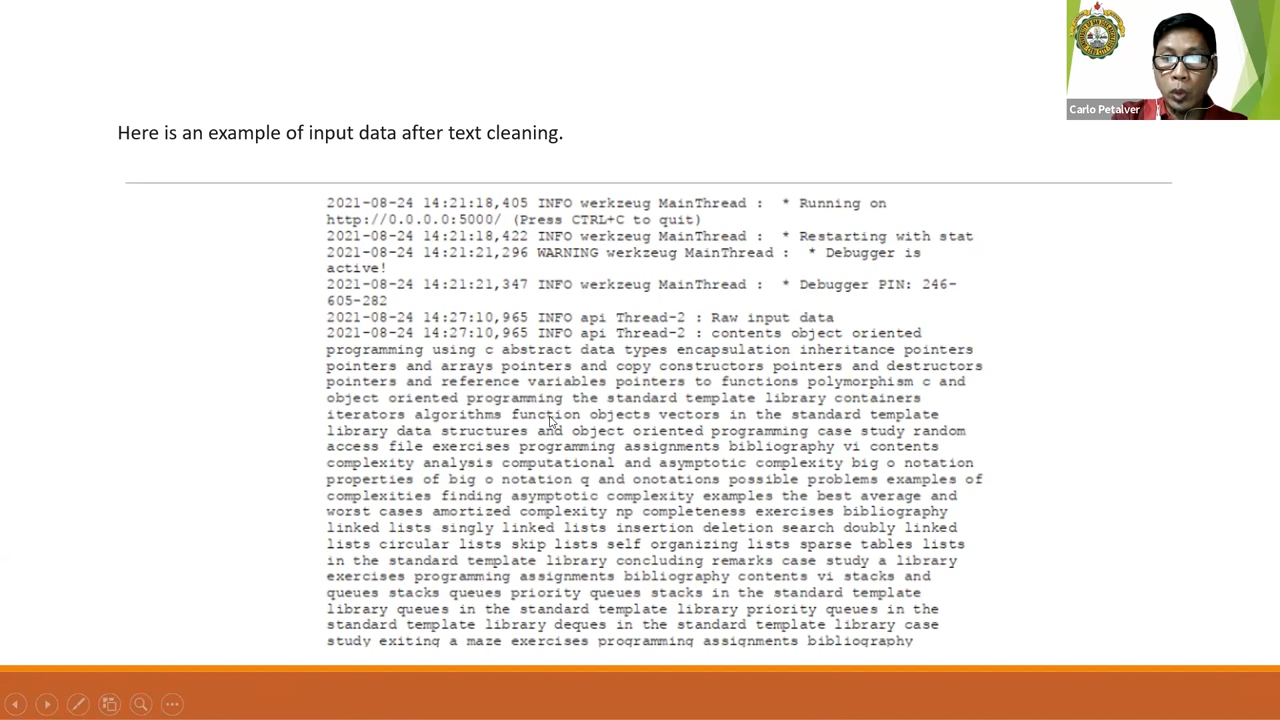 Carlo Petalver
Here is an example of input data after text cleaning.
2021-08-24 14:21:18,405 INFO werkzeug MainThread :  * Running on
http://0.0.0.0:5000/ (Press CTRL+C to quit)
2021-08-24 14:21:18,422 INFO werkzeug MainThread :  * Restarting with stat
2021-08-24 14:21:21,296 WARNING werkzeug MainThread :  * Debugger is
active!
2021-08-24 14:21:21,347 INFO werkzeug MainThread :  * Debugger PIN: 246-
605-282
2021-08-24 14:27:10,965 INFO api Thread-2 : Raw input data
2021-08-24 14:27:10,965 INFO api Thread-2 : contents object oriented
programming using c abstract data types encapsulation inheritance pointers
pointers and arrays pointers and copy constructors pointers and destructors
pointers and reference variables pointers to functions polymorphism c and
object oriented programming the standard template library containers
iterators algorithms function objects vectors in the standard template
library data structures and object oriented programming case study random
access file exercises programming assignments bibliography vi contents
complexity analysis computational and asymptotic complexity big o notation
properties of big o notation q and onotations possible problems examples of
complexities finding asymptotic complexity examples the best average and
worst cases amortized complexity np completeness exercises bibliography
linked lists singly linked lists insertion deletion search doubly linked
lists circular lists skip lists self organizing lists sparse tables lists
in the standard template library concluding remarks case study a library
exercises programming assignments bibliography contents vi stacks and
queues stacks queues priority queues stacks in the standard template
library queues in the standard template library priority queues in the
standard template library deques in the standard template library case
study exiting a maze exercises programming assignments bibliography